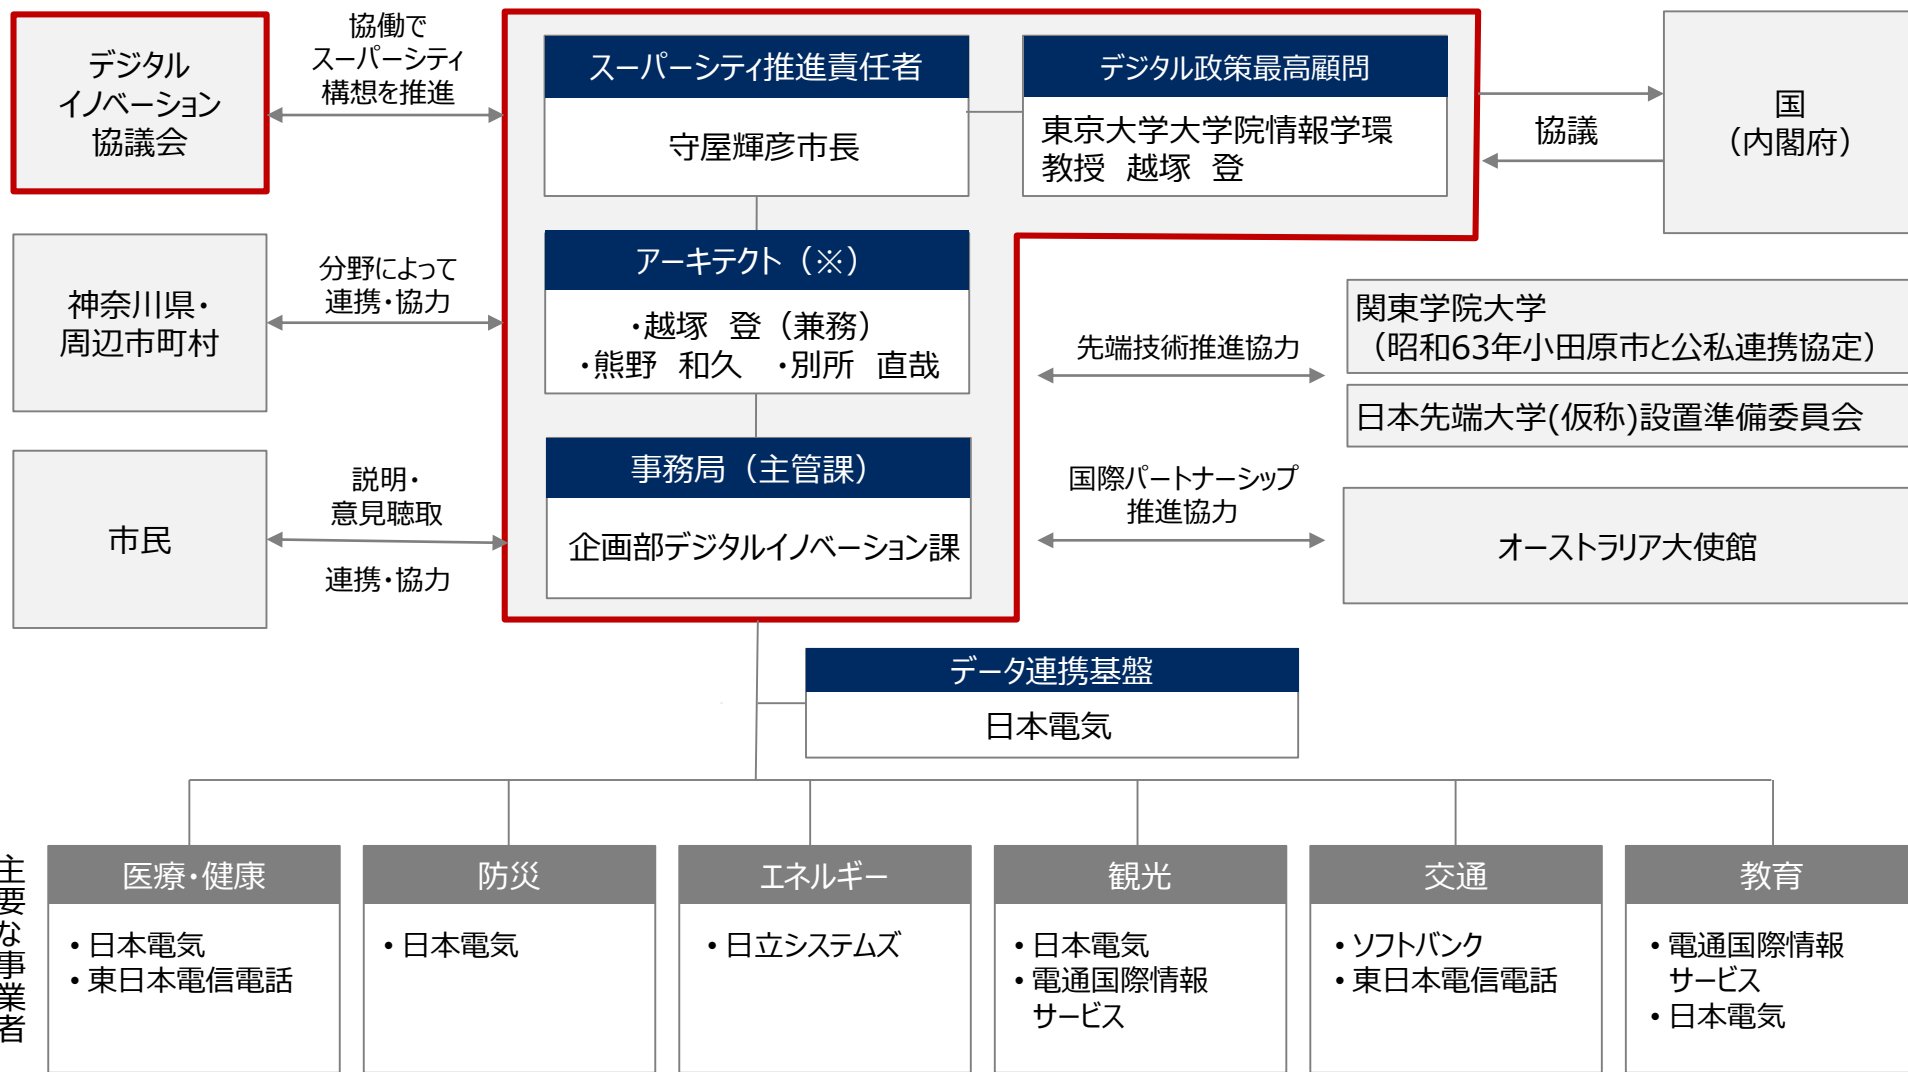 デジタル
イノベーション
協議会
協働で
スーパーシティ
構想を推進
スーパーシティ推進責任者
守屋輝彦市長
デジタル政策最高顧問
東京大学大学院情報学環
教授　越塚　登
協議
国
（内閣府）
神奈川県・
周辺市町村
分野によって
連携・協力
アーキテクト（※）
・越塚　登（兼務）
・熊野　和久　・別所　直哉
先端技術推進協力
関東学院大学
（昭和63年小田原市と公私連携協定）
日本先端大学(仮称)設置準備委員会
市民
説明・
意見聴取
連携・協力
事務局（主管課）
企画部デジタルイノベーション課
国際パートナーシップ
推進協力
オーストラリア大使館
データ連携基盤
日本電気
主要な事業者
医療・健康
・日本電気
・東日本電信電話
防災
・日本電気
エネルギー
・日立システムズ
観光
・日本電気
・電通国際情報
サービス
交通
・ソフトバンク
・東日本電信電話
教育
・電通国際情報
サービス
・日本電気